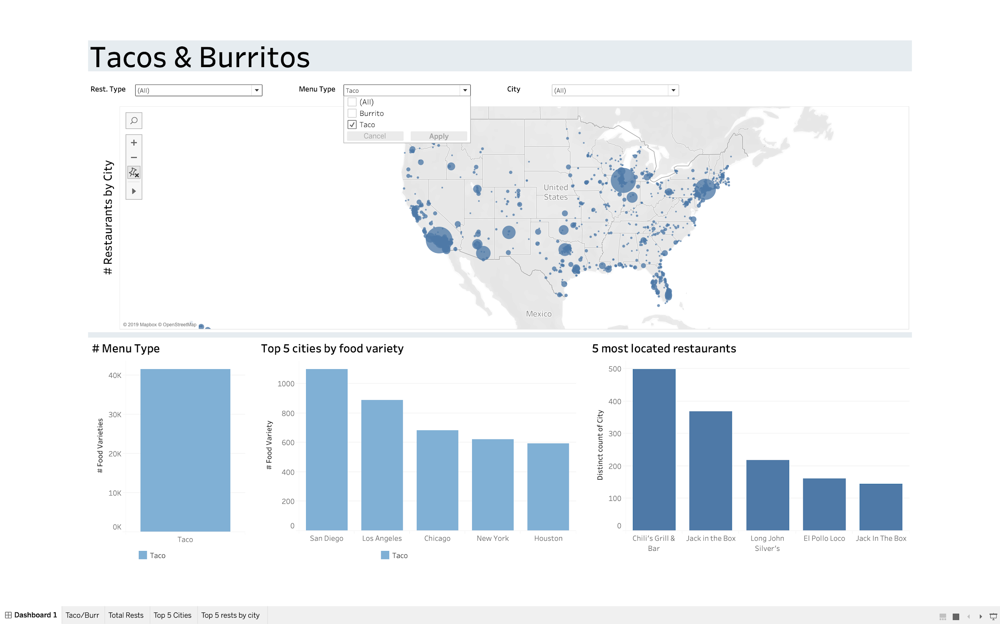 Tacos & Burritos
Rest. Type
(All)
Menu Type
Taco
City
(All)
(All)
Burrito
Taco
Cancel
Apply
# Restaurants by City
United
States
Mexico
© 2019 Mapbox © OpenStreetMap
# Menu Type
Top 5 cities by food variety
5 most located restaurants
# Food Varieties
40K
30K
20K
10K
0K
Taco
Taco
# Food Variety
1000
800
600
400
200
0
San Diego
Los Angeles
Chicago
New York
Houston
Taco
Distinct count of City
500
400
300
200
100
0
Chili's Grill &
Bar
Jack in the Box
Long John
Silver's
El Pollo Loco
Jack In The Box
Dashboard 1
Taco/Burr
Total Rests
Top 5 Cities
Top 5 rests by city